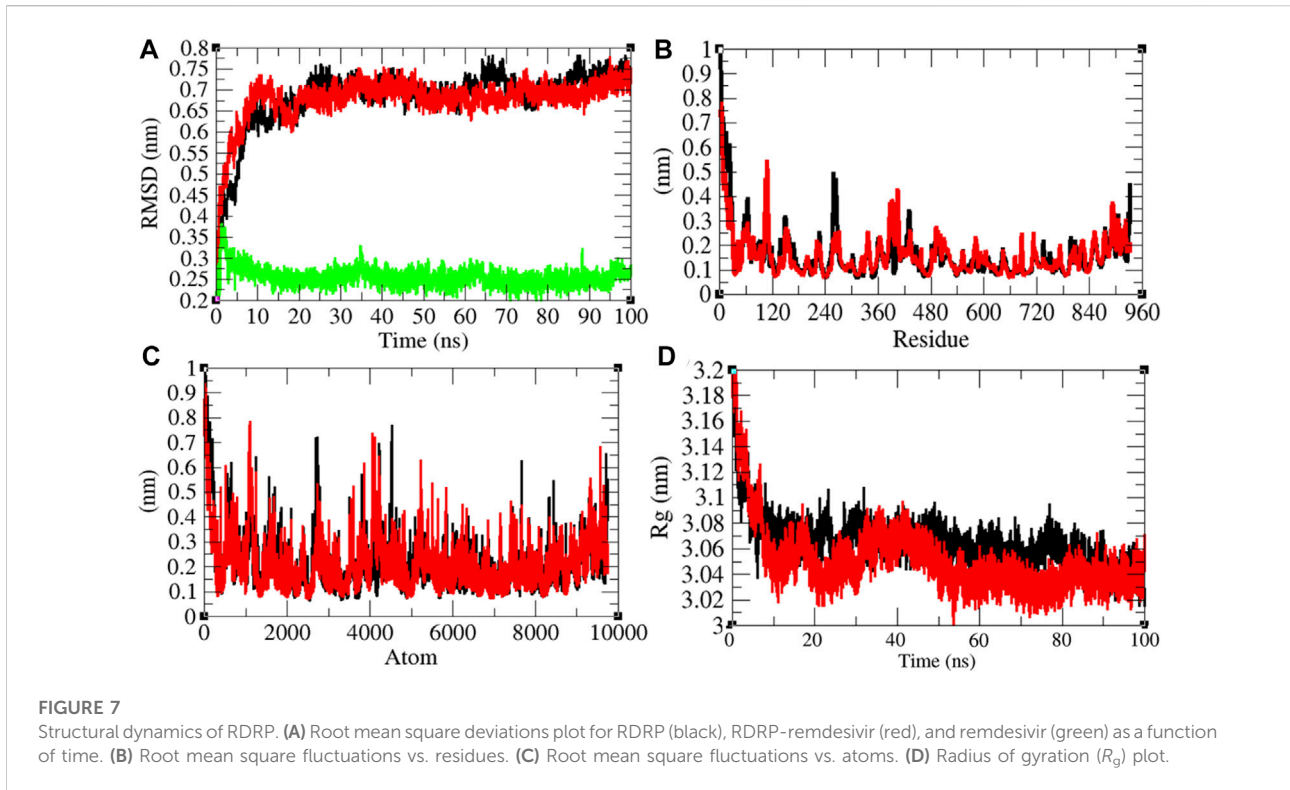 A
0.8
0.75
0.7
0.65
0.6
0.55
0.5
0.45
0.4
0.35
0.3
0.25
0.2
RMSD (nm)
0 10 20 30 40 50 60 70 80 90 100
Time (ns)
B
1
0.9
0.8
0.7
0.6
0.5
0.4
0.3
0.2
0.1
0
(nm)
0 120 240 360 480 600 720 840 960
Residue
C
1
0.9
0.8
0.7
0.6
0.5
0.4
0.3
0.2
0.1
0
(nm)
0 2000 4000 6000 8000 10000
Atom
D
3.2
3.18
3.16
3.14
3.12
3.1
3.08
3.06
3.04
3.02
3
Rg (nm)
0 20 40 60 80 100
Time (ns)
FIGURE 7
Structural dynamics of RDRP. (A) Root mean square deviations plot for RDRP (black), RDRP-remdesivir (red), and remdesivir (green) as a function
of time. (B) Root mean square fluctuations vs. residues. (C) Root mean square fluctuations vs. atoms. (D) Radius of gyration (Rg) plot.